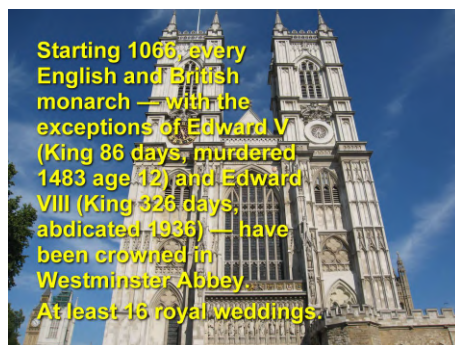 Starting 1066, every
English and British
monarch — with the
exceptions of Edward V
(King 86 days, murdered
1483 age 12) and Edward
VIII (King 326 days,
abdicated 1936) — have
been crowned in
Westminster Abbey.
At least 16 royal weddings.